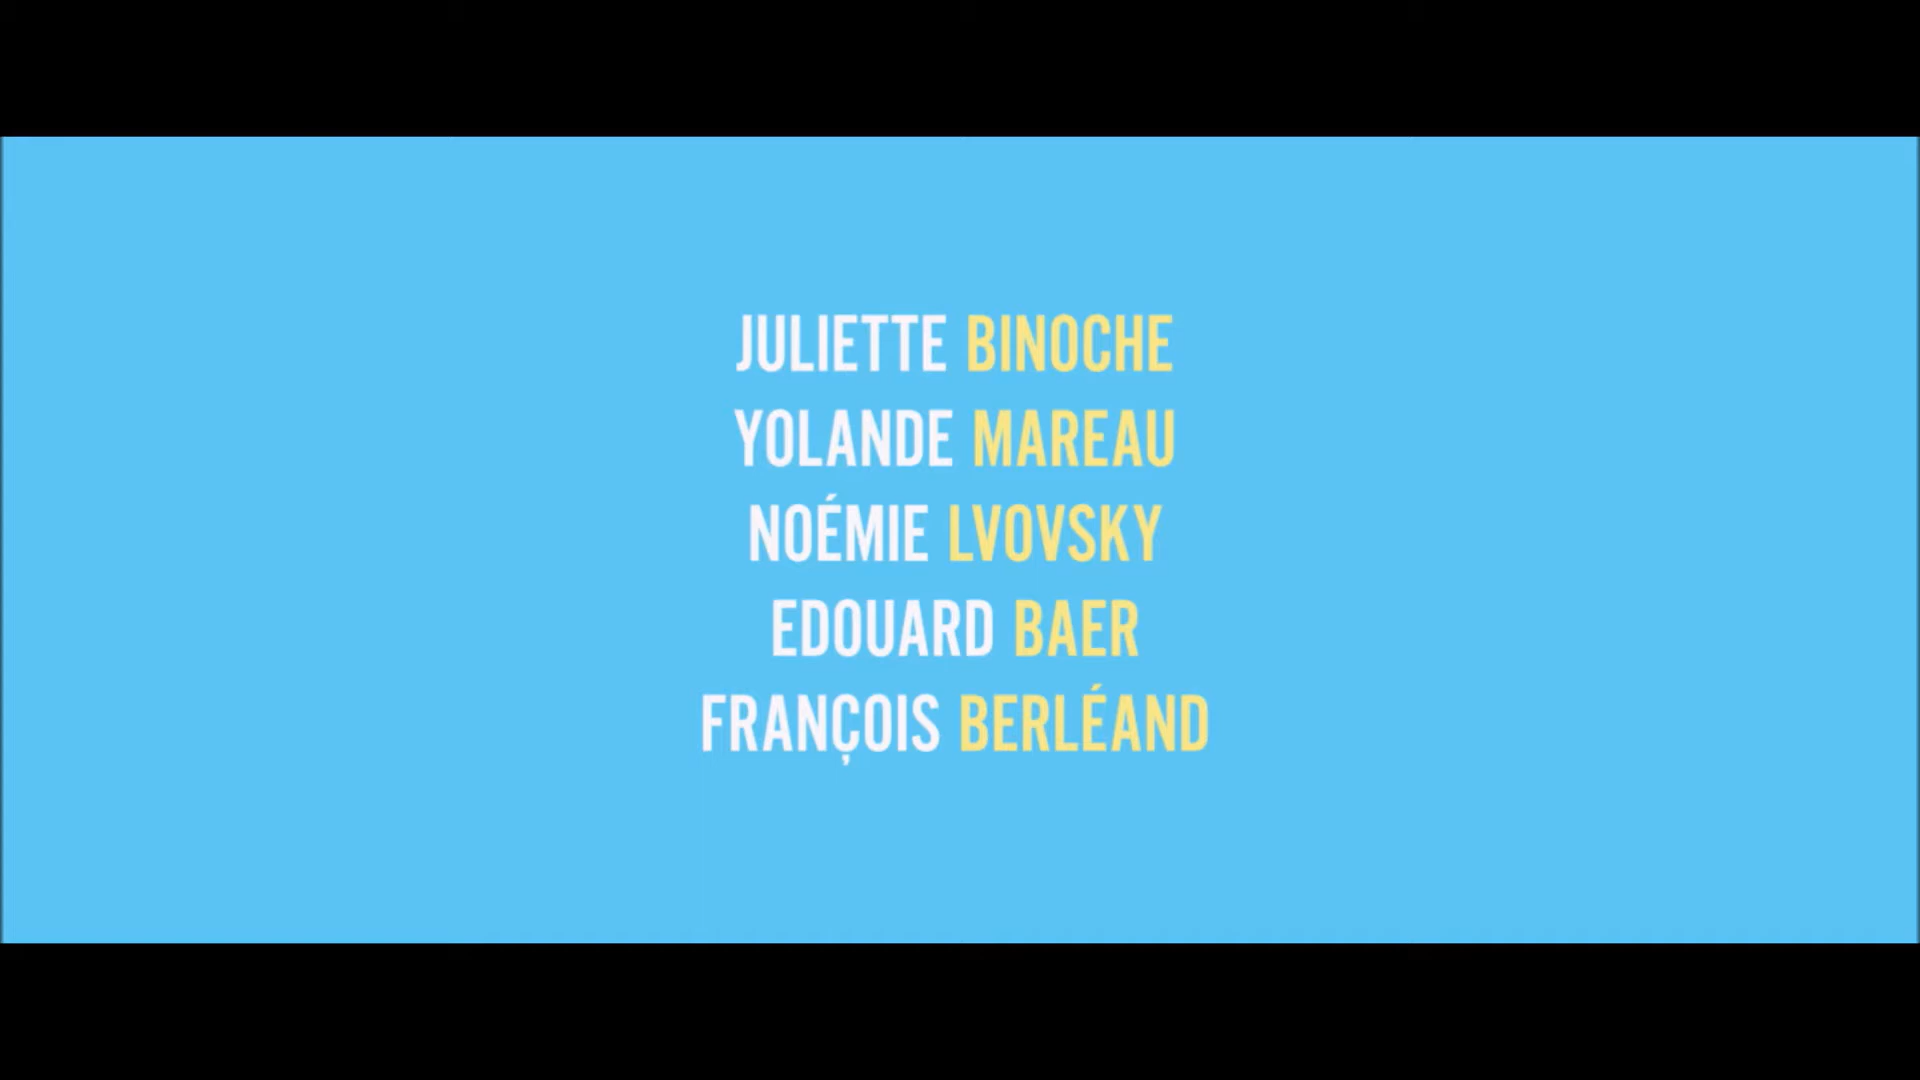 JULIETTE BINOCHE
YOLANDE MAREAU
NOÉMIE LVOVSKY
EDOUARD BAER
FRANÇOIS BERLÉAND